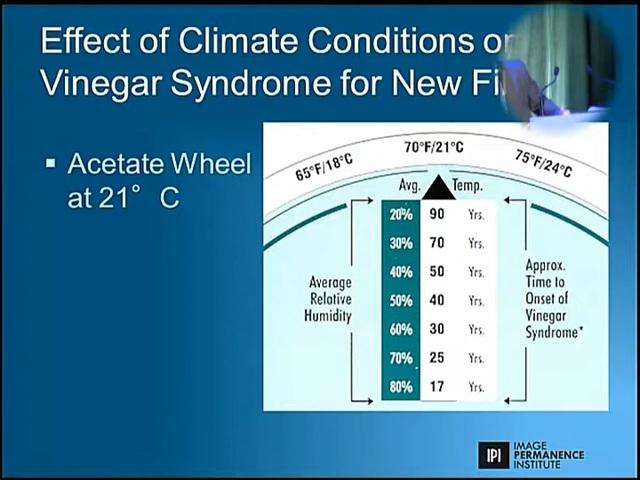 Effect of Climate Conditions
Vinegar Syndrome for New
▪ Acetate Wheel
at 21° C
65°F/18°C
70°F/21°C
75°F/24°C
Avg. Temp.
20% 90 Yrs.
30% 70 Yrs.
40% 50 Yrs.
50% 40 Yrs.
60% 30 Yrs.
70% 25 Yrs.
80% 17 Yrs.
Average
Relative
Humidity
Approx.
Time to
Onset of
Vinegar
Syndrome*
IPI
IMAGE
PERMANENCE
INSTITUTE